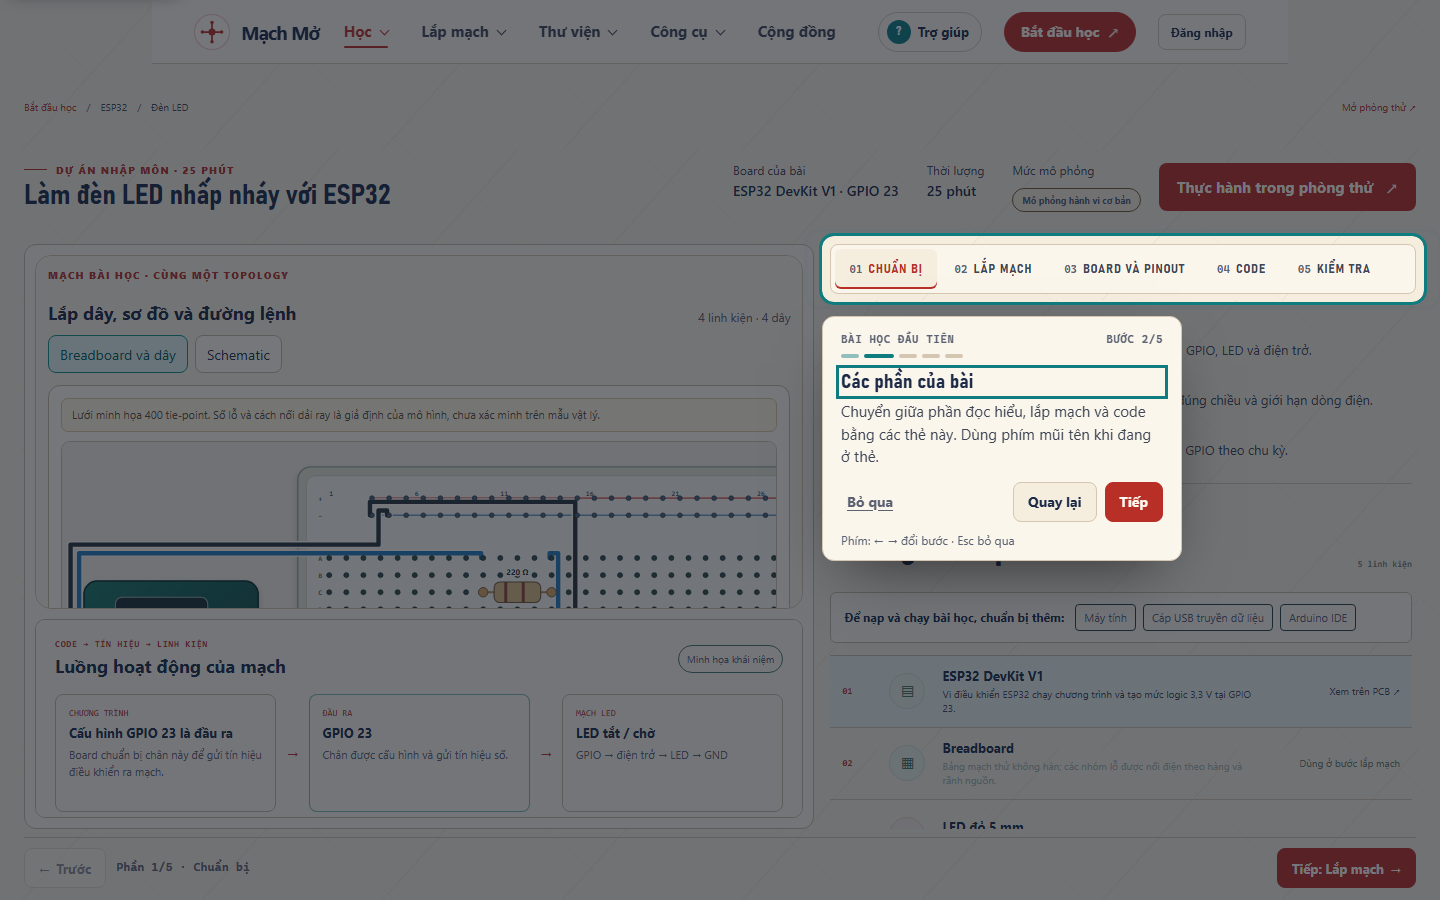 Mạch Mở
Học
Lắp mạch
Thư viện
Công cụ
Cộng đồng
? Trợ giúp
Bắt đầu học ↗
Đăng nhập
Bắt đầu học / ESP32 / Đèn LED
Mở phòng thử ↗
DỰ ÁN NHẬP MÔN · 25 PHÚT
Làm đèn LED nhấp nháy với ESP32
Board của bài
ESP32 DevKit V1 · GPIO 23
Thời lượng
25 phút
Mức mô phỏng
Mô phỏng hành vi cơ bản
Thực hành trong phòng thử ↗
MẠCH BÀI HỌC · CÙNG MỘT TOPOLOGY
Lắp dây, sơ đồ và đường lệnh
4 linh kiện · 4 dây
Breadboard và dây
Schematic
Lưới minh họa 400 tie-point. Số lỗ và cách nối dải ray là giả định của mô hình, chưa xác minh trên mẫu vật lý.
1 6 11 16 21 26
A
B
C
220 Ω
CODE → TÍN HIỆU → LINH KIỆN
Luồng hoạt động của mạch
Minh họa khái niệm
CHƯƠNG TRÌNH
Cấu hình GPIO 23 là đầu ra
Board chuẩn bị chân này để gửi tín hiệu
điều khiển ra mạch.
→
ĐẦU RA
GPIO 23
Chân được cấu hình và gửi tín hiệu số.
→
MẠCH LED
LED tắt / chờ
GPIO → điện trở → LED → GND
01 CHUẨN BỊ
02 LẮP MẠCH
03 BOARD VÀ PINOUT
04 CODE
05 KIỂM TRA
BÀI HỌC ĐẦU TIÊN
BƯỚC 2/5
Các phần của bài
Chuyển giữa phần đọc hiểu, lắp mạch và code
bằng các thẻ này. Dùng phím mũi tên khi đang
ở thẻ.
Bỏ qua
Quay lại
Tiếp
Phím: ← → đổi bước · Esc bỏ qua
GPIO, LED và điện trở.
đúng chiều và giới hạn dòng điện.
GPIO theo chu kỳ.
5 linh kiện
Để nạp và chạy bài học, chuẩn bị thêm:
Máy tính
Cáp USB truyền dữ liệu
Arduino IDE
01
ESP32 DevKit V1
Vi điều khiển ESP32 chạy chương trình và tạo mức logic 3,3 V tại GPIO
23.
Xem trên PCB ↗
02
Breadboard
Bảng mạch thử không hàn; các nhóm lỗ được nối điện theo hàng và
rãnh nguồn.
Dùng ở bước lắp mạch
LED đỏ 5 mm
← Trước
Phần 1/5 · Chuẩn bị
Tiếp: Lắp mạch →